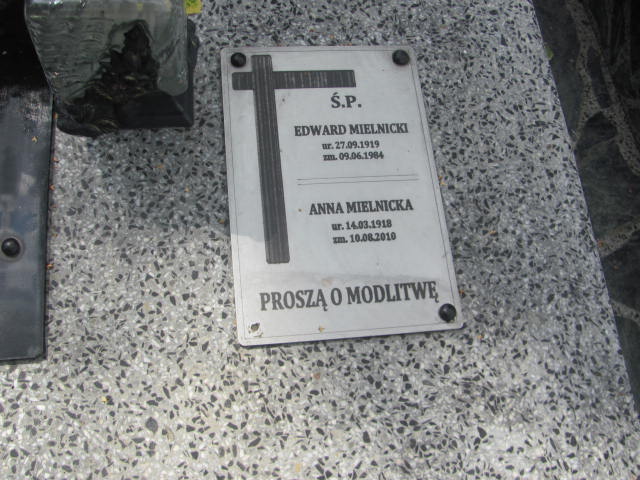 Ś.P.
EDWARD MIELNICKI
ur. 27.09.1919
zm. 09.06.1984
ANNA MIELNICKA
ur. 14.03.1918
zm. 10.08.2010
PROSZĄ O MODLITWĘ